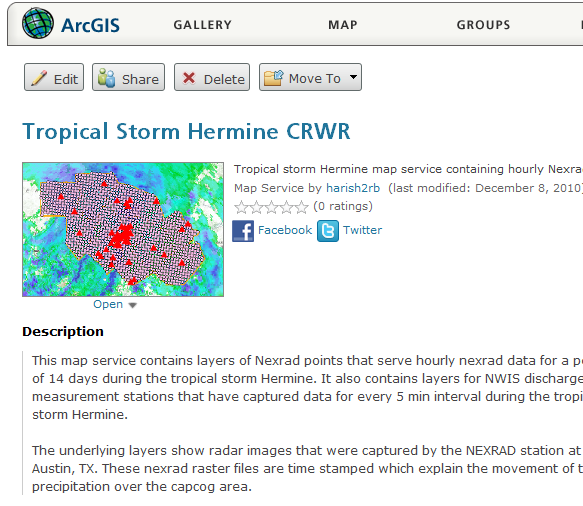 ArcGIS GALLERY MAP GROUPS
Edit Share Delete Move To
Tropical Storm Hermine CRWR
Tropical storm Hermine map service containing hourly Nexra
Map Service by harish2rb (last modified: December 8, 2010
(0 ratings)
Facebook Twitter
Open
Description
This map service contains layers of Nexrad points that serve hourly nexrad data for a p
of 14 days during the tropical storm Hermine. It also contains layers for NWIS discharge
measurement stations that have captured data for every 5 min interval during the tropi
storm Hermine.
The underlying layers show radar images that were captured by the NEXRAD station at
Austin, TX. These nexrad raster files are time stamped which explain the movement of t
precipitation over the capcog area.